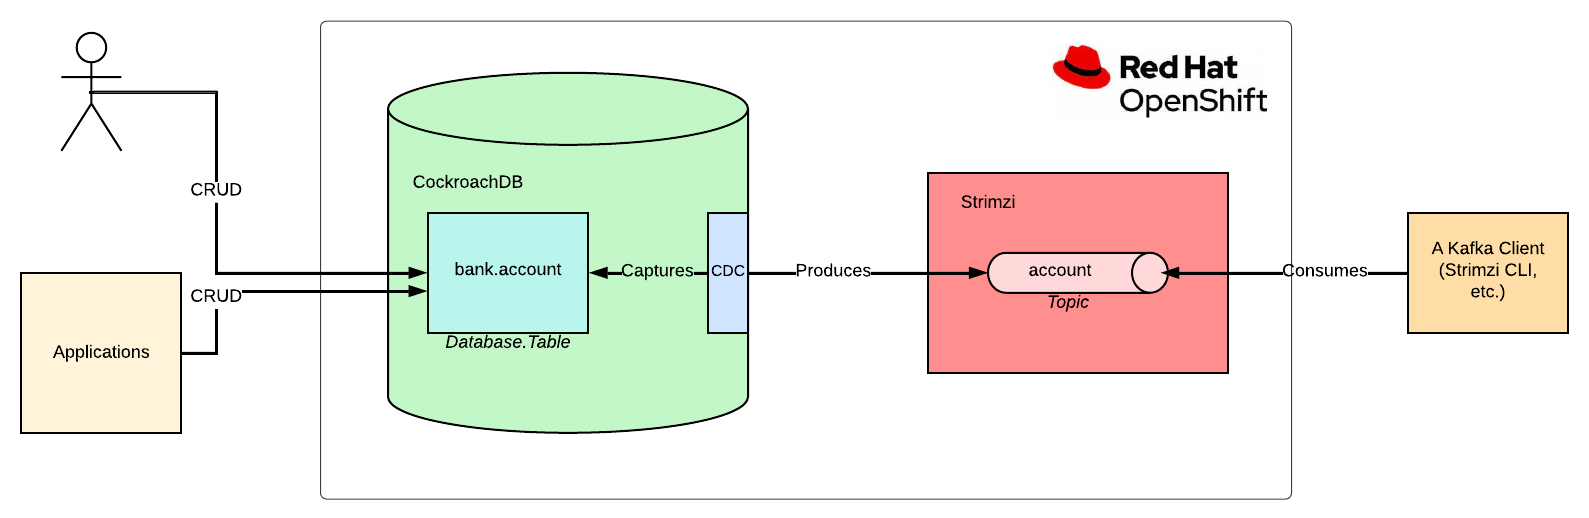 Red Hat
OpenShift
CRUD
CockroachDB
Strimzi
bank.account
Captures
CDC
Produces
account
Topic
Consumes
A Kafka Client
(Strimzi CLI,
etc.)
CRUD
Database.Table
Applications